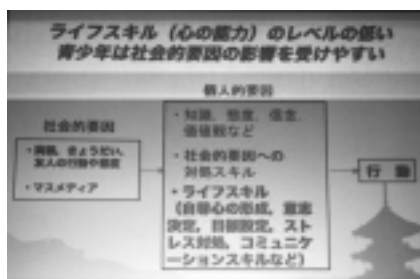 ライフスキル（心の能力）のレベルの低い
青少年は社会的要因の影響を受けやすい
個人的要因
・知識、態度、信念、
価値観など
社会的要因
・両親、きょうだい、
友人の行動や態度
・マスメディア
・社会的要因への
対処スキル
・ライフスキル
（自尊心の形成，意志
決定，目標設定，スト
レス対処，コミュニケ
ーションスキルなど）
行動